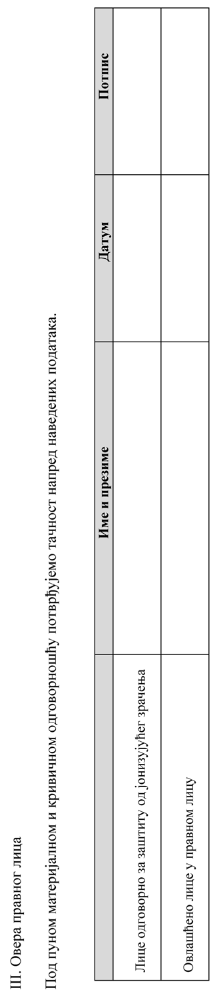 III. Овера правног лица
Под пуном материјалном и кривичном одговорношћу потврђујемо тачност напред наведених података.
Име и презиме Датум Потпис
Лице одговорно за заштиту од јонизујућег зрачења
Овлашћено лице у правном лицу